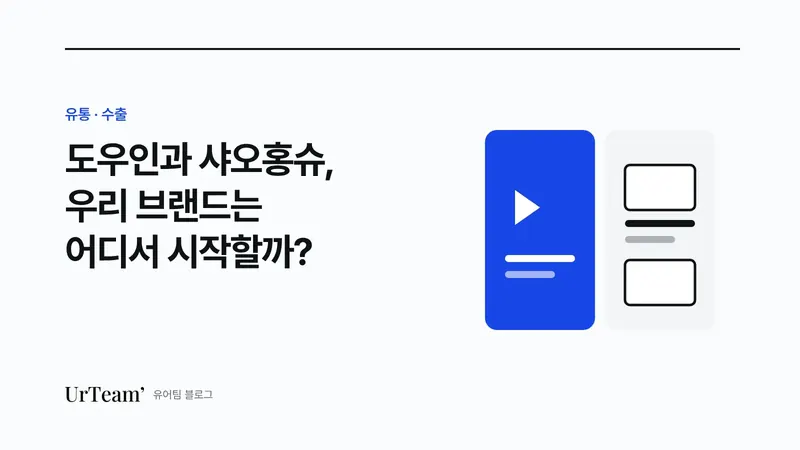 유통 · 수출
도우인과 샤오홍슈,
우리 브랜드는
어디서 시작할까?
UrTeam’ 유어팀 블로그